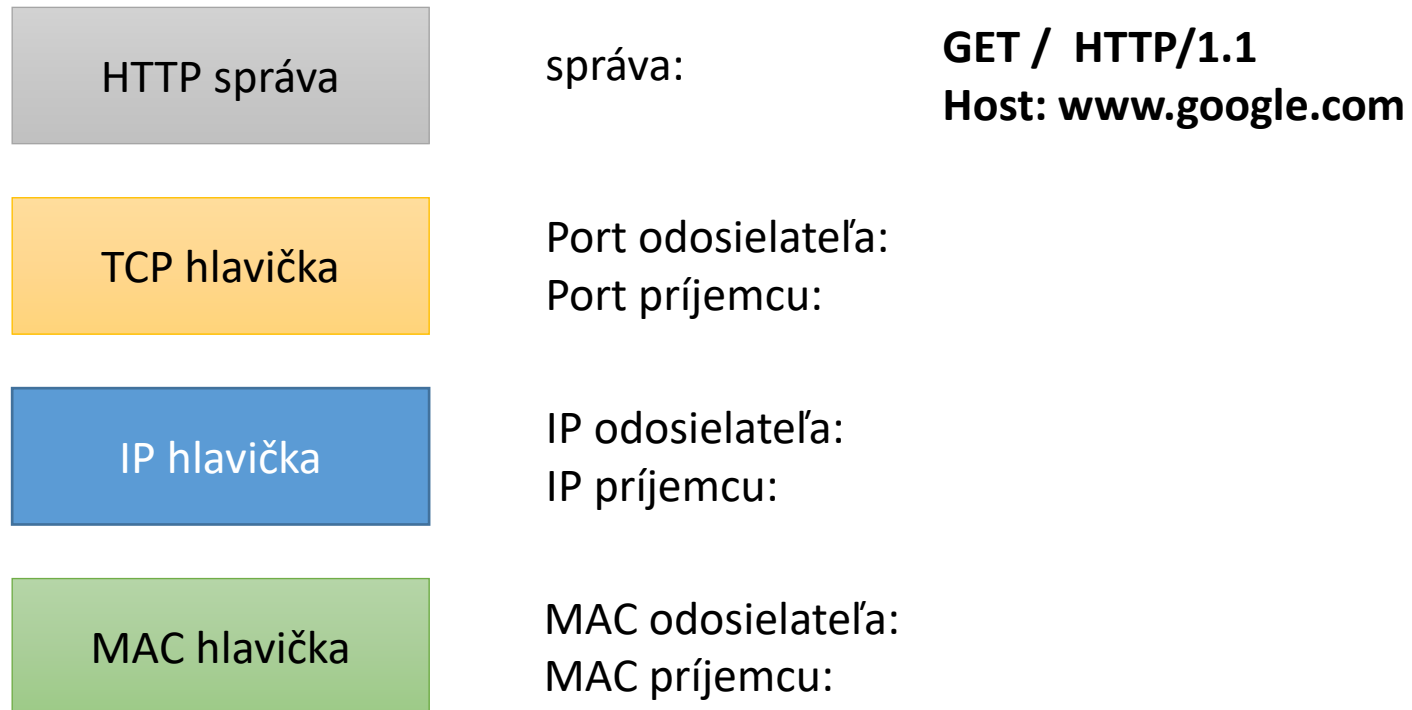 HTTP správa
správa:
GET / HTTP/1.1
Host: www.google.com
TCP hlavička
Port odosielateľa:
Port príjemcu:
IP hlavička
IP odosielateľa:
IP príjemcu:
MAC hlavička
MAC odosielateľa:
MAC príjemcu: